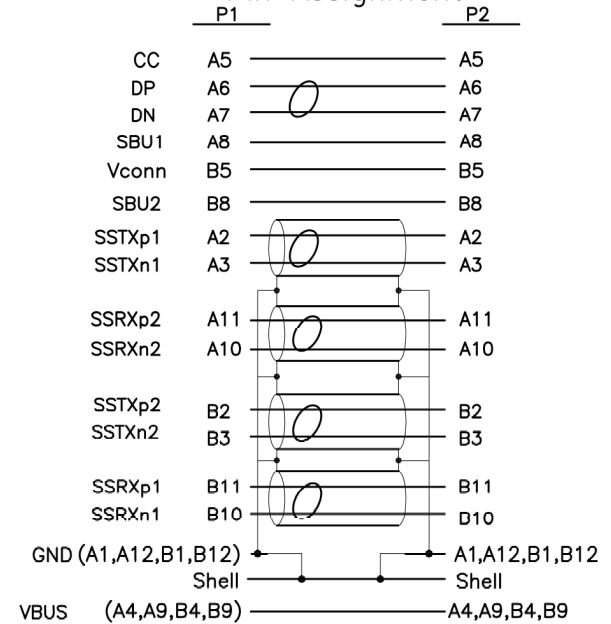 P1 P2
CC A5 A5
DP A6 A6
DN A7 A7
SBU1 A8 A8
Vconn B5 B5
SBU2 B8 B8
SSTXp1 A2 A2
SSTXn1 A3 A3
SSRXp2 A11 A11
SSRXn2 A10 A10
SSTXp2 B2 B2
SSTXn2 B3 B3
SSRXp1 B11 B11
SSRXn1 B10 B10
GND (A1,A12,B1,B12) A1,A12,B1,B12
Shell Shell
VBUS (A4,A9,B4,B9) A4,A9,B4,B9